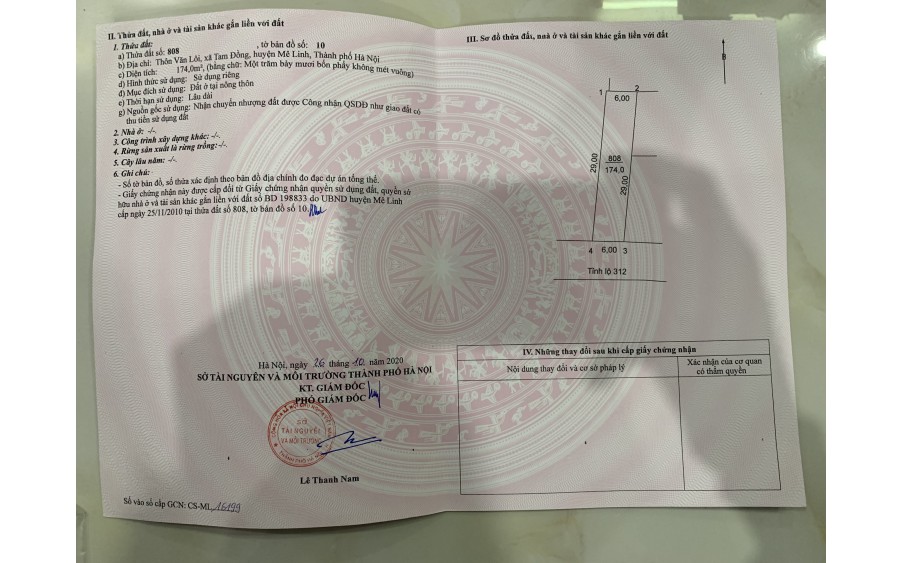 II. Thửa đất, nhà ở và tài sản khác gắn liền với đất
1. Thửa đất:
a) Thửa đất số: 808 , tờ bản đồ số: 10
b) Địa chỉ: Thôn Văn Lôi, xã Tam Đồng, huyện Mê Linh, Thành phố Hà Nội
c) Diện tích: 174,0m², (bằng chữ: Một trăm bảy mươi bốn phẩy không mét vuông)
d) Hình thức sử dụng: Sử dụng riêng
đ) Mục đích sử dụng: Đất ở tại nông thôn
e) Thời hạn sử dụng: Lâu dài
g) Nguồn gốc sử dụng: Nhận chuyển nhượng đất được Công nhận QSDĐ như giao đất có
thu tiền sử dụng đất
2. Nhà ở: -/-
3. Công trình xây dựng khác: -/-
4. Rừng sản xuất là rừng trồng:-/-
5. Cây lâu năm: -/-
6. Ghi chú:
- Số tờ bản đồ, số thửa xác định theo bản đồ địa chính đo đạc dự án tổng thể.
- Giấy chứng nhận này được cấp đổi từ Giấy chứng nhận quyền sử dụng đất, quyền sở
hữu nhà ở và tài sản khác gắn liền với đất số BD 198833 do UBND huyện Mê Linh
cấp ngày 25/11/2010 tại thửa đất số 808, tờ bản đồ số 10.
Hà Nội, ngày 26 tháng 10 năm 2020
SỞ TÀI NGUYÊN VÀ MÔI TRƯỜNG THÀNH PHỐ HÀ NỘI
KT. GIÁM ĐỐC
PHÓ GIÁM ĐỐC
SỞ
TÀI NGUYÊN
VÀ MÔI TRƯỜNG
Lê Thanh Nam
Số vào sổ cấp GCN: CS-ML 16199
III. Sơ đồ thửa đất, nhà ở và tài sản khác gắn liền với đất
B
1 2
6,00
29,00
808
174,0
29,00
4 6,00 3
Tỉnh lộ 312
IV. Những thay đổi sau khi cấp giấy chứng nhận
Nội dung thay đổi và cơ sở pháp lý
Xác nhận của cơ quan
có thẩm quyền